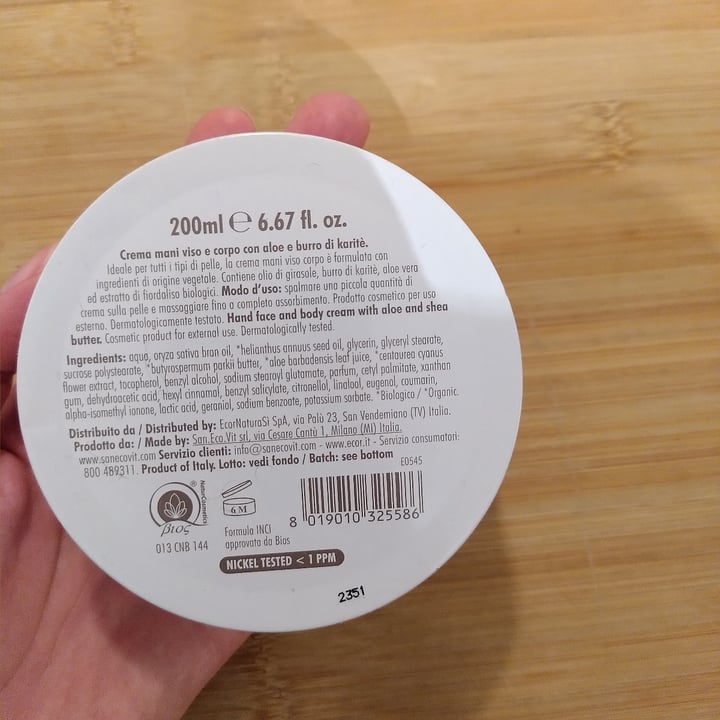 200ml ℮ 6.67 fl. oz.
Crema mani viso e corpo con aloe e burro di karitè.
Ideale per tutti i tipi di pelle, la crema mani viso corpo è formulata con
ingredienti di origine vegetale. Contiene olio di girasole, burro di karitè, aloe vera
ed estratto di fiordaliso biologici. Modo d'uso: spalmare una piccola quantità di
crema sulla pelle e massaggiare fino a completo assorbimento. Prodotto cosmetico per uso
esterno. Dermatologicamente testato. Hand face and body cream with aloe and shea
butter. Cosmetic product for external use. Dermatologically tested.
Ingredients: aqua, oryza sativa bran oil, *helianthus annuus seed oil, glycerin, glyceryl stearate,
sucrose polystearate, *butyrospermum parkii butter, *aloe barbadensis leaf juice, *centaurea cyanus
flower extract, tocopherol, benzyl alcohol, sodium stearoyl glutamate, parfum, cetyl palmitate, xanthan
gum, dehydroacetic acid, hexyl cinnamal, benzyl salicylate, citronellol, linalool, eugenol, coumarin,
alpha-isomethyl ionone, lactic acid, geraniol, sodium benzoate, potassium sorbate. *Biologico / *Organic.
Distribuito da / Distributed by: EcorNaturaSì SpA, via Palù 23, San Vendemiano (TV) Italia.
Prodotto da: / Made by: San.Eco.Vit srl, via Cesare Cantù 1, Milano (MI) Italia.
www.sanecovit.com Servizio clienti: info@sanecovit.com - www.ecor.it - Servizio consumatori:
800 489311. Product of Italy. Lotto: vedi fondo / Batch: see bottom
E0545
NaturCosmetics®
βιος
013 CNB 144
6 M
Formula INCI
approvata da Bios
8 019010 325586
NICKEL TESTED < 1 PPM
2351